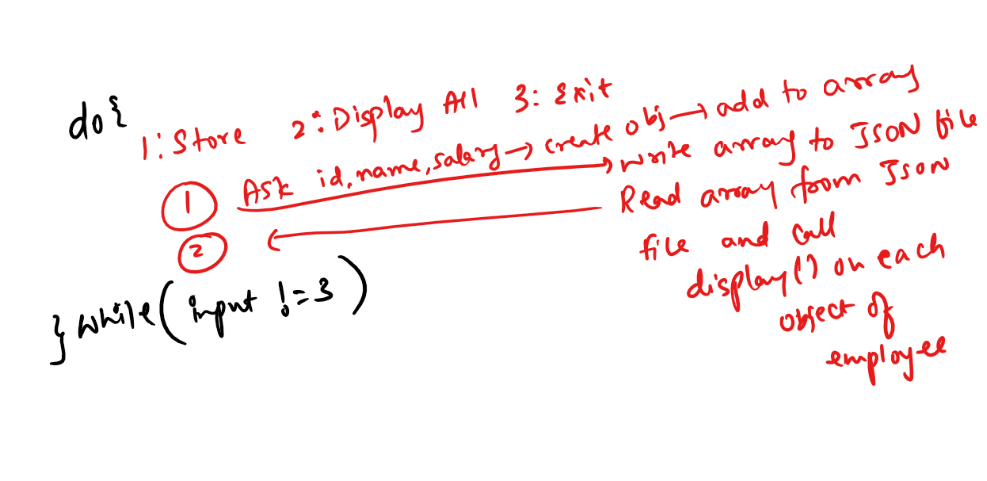 do{
1: Store 2: Display All 3: Exit
1 Ask id, name, salary → create obj → add to array
write array to JSON file
2 Read array from Json
file and call
display() on each
object of
employee
} while(input != 3)